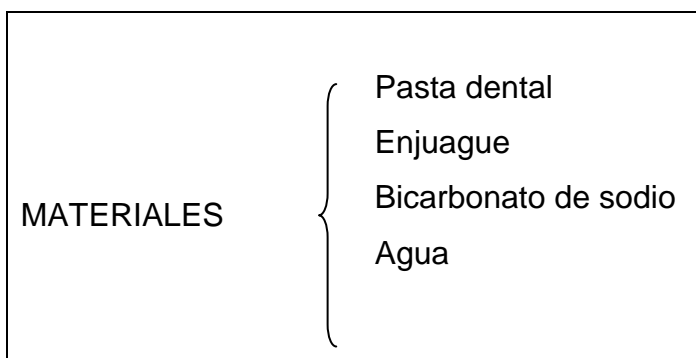 MATERIALES
Pasta dental
Enjuague
Bicarbonato de sodio
Agua